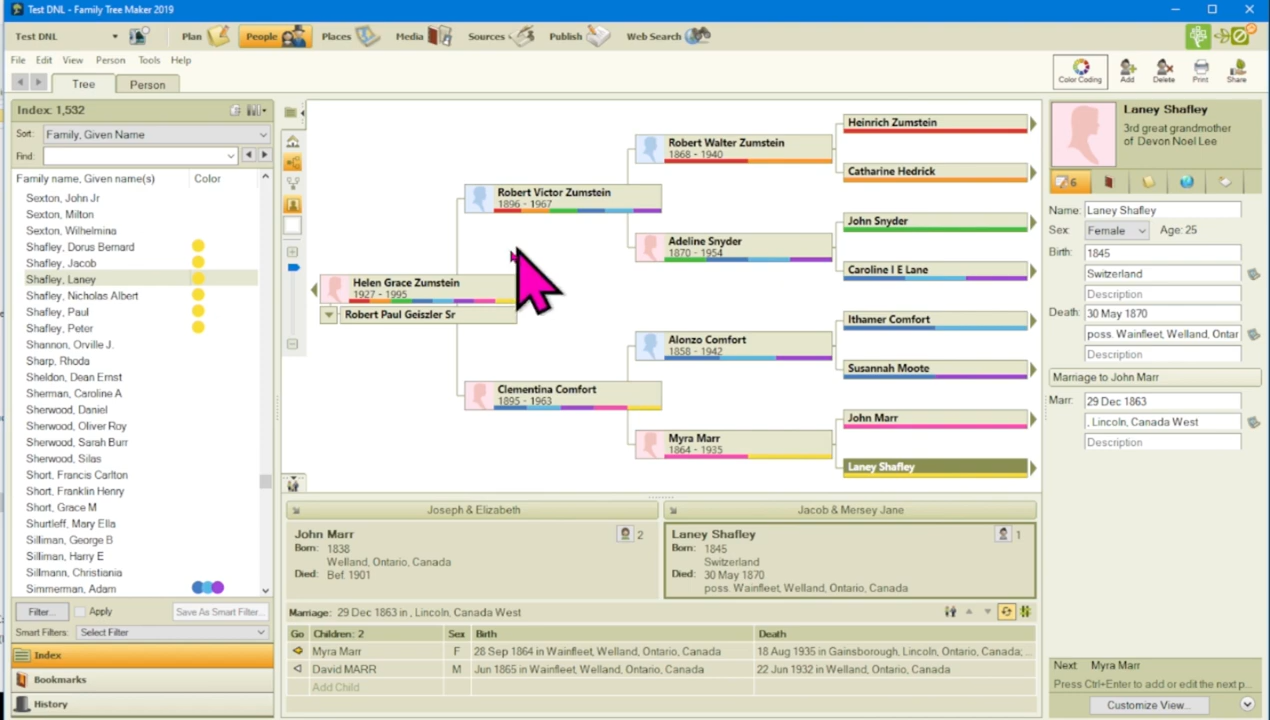 Test DNL - Family Tree Maker 2019
Test DNL Plan People Places Media Sources Publish Web Search
File Edit View Person Tools Help
Tree Person
Color Coding Add Delete Print Share
Index: 1,532
Sort: Family, Given Name
Find:
Family name, Given name(s) Color
Sexton, John Jr
Sexton, Milton
Sexton, Wilhelmina
Shafley, Dorus Bernard
Shafley, Jacob
Shafley, Laney
Shafley, Nicholas Albert
Shafley, Paul
Shafley, Peter
Shannon, Orville J.
Sharp, Rhoda
Sheldon, Dean Ernst
Sherman, Caroline A
Sherwood, Daniel
Sherwood, Oliver Roy
Sherwood, Sarah Burr
Sherwood, Silas
Short, Francis Carlton
Short, Franklin Henry
Short, Grace M
Shurtleff, Mary Ella
Silliman, George B
Silliman, Harry E
Sillmann, Christiania
Simmerman, Adam
Filter... Apply Save As Smart Filter...
Smart Filters: Select Filter
Index
Bookmarks
History
Helen Grace Zumstein
1927 - 1995
Robert Paul Geiszler Sr
Robert Victor Zumstein
1896 - 1967
Clementina Comfort
1895 - 1963
Robert Walter Zumstein
1868 - 1940
Adeline Snyder
1870 - 1954
Alonzo Comfort
1858 - 1942
Myra Marr
1864 - 1935
Heinrich Zumstein
Catharine Hedrick
John Snyder
Caroline I E Lane
Ithamer Comfort
Susannah Moote
John Marr
Laney Shafley
Joseph & Elizabeth
John Marr 2
Born: 1838
Welland, Ontario, Canada
Died: Bef. 1901
Jacob & Mersey Jane
Laney Shafley 1
Born: 1845
Switzerland
Died: 30 May 1870
poss. Wainfleet, Welland, Ontario, Canada
Marriage: 29 Dec 1863 in , Lincoln, Canada West
Go Children: 2 Sex Birth Death
Myra Marr F 28 Sep 1864 in Wainfleet, Welland, Ontario, Canada 18 Aug 1935 in Gainsborough, Lincoln, Ontario, Canada; ...
David MARR M Jun 1865 in Wainfleet, Welland, Ontario, Canada 22 Jun 1932 in Welland, Ontario, Canada
Add Child
Laney Shafley
3rd great grandmother
of Devon Noel Lee
6
Name: Laney Shafley
Sex: Female Age: 25
Birth: 1845
Switzerland
Description
Death: 30 May 1870
poss. Wainfleet, Welland, Ontar
Description
Marriage to John Marr
Marr: 29 Dec 1863
, Lincoln, Canada West
Description
Next: Myra Marr
Press Ctrl+Enter to add or edit the next p...
Customize View...